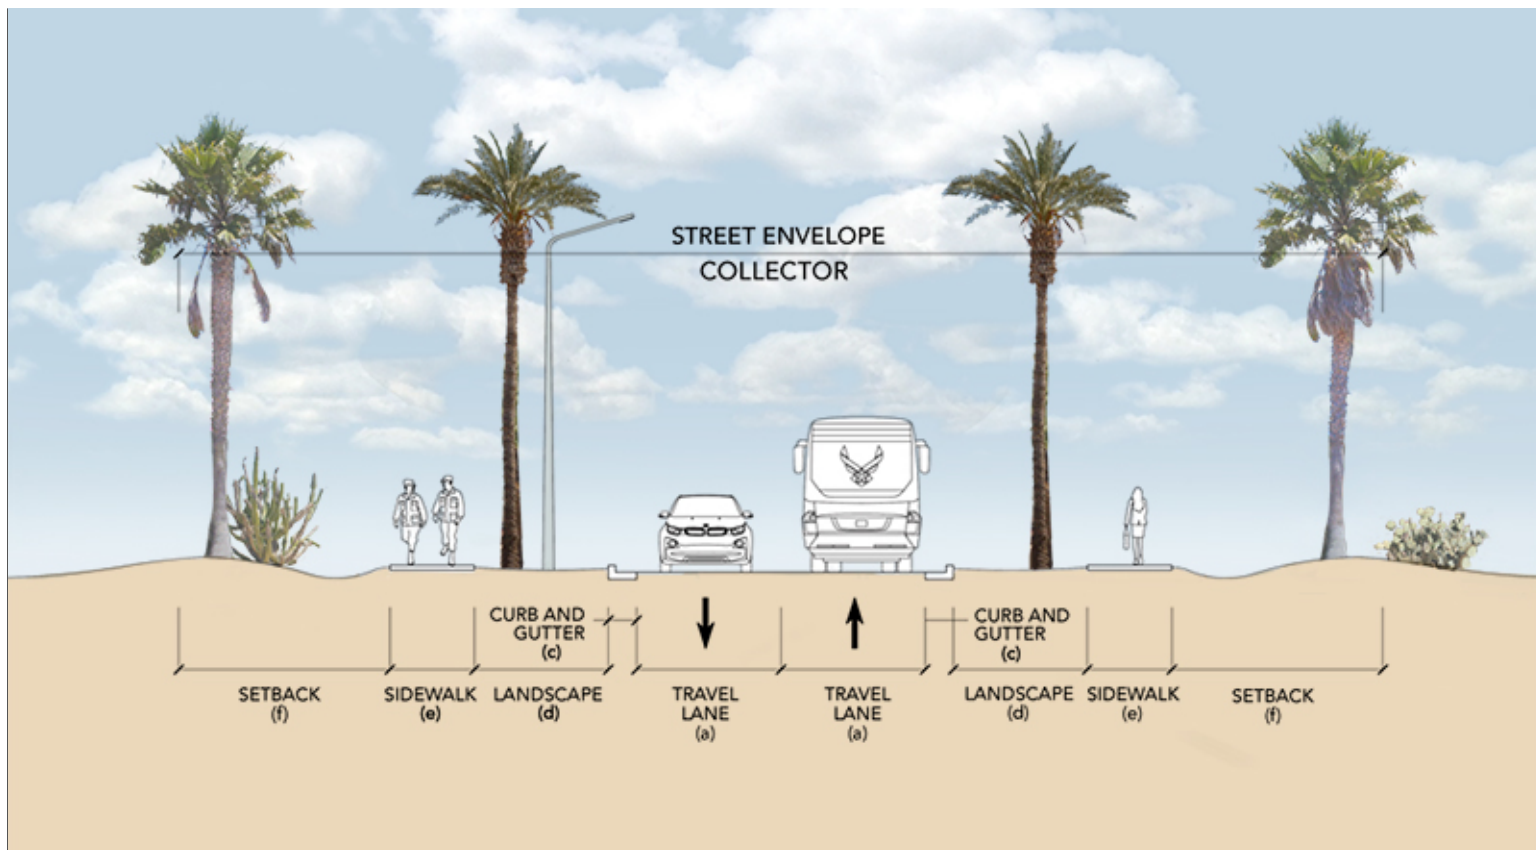 STREET ENVELOPE
COLLECTOR
CURB AND
GUTTER
(c)
CURB AND
GUTTER
(c)
SETBACK
(f)
SIDEWALK
(e)
LANDSCAPE
(d)
TRAVEL
LANE
(a)
TRAVEL
LANE
(a)
LANDSCAPE
(d)
SIDEWALK
(e)
SETBACK
(f)